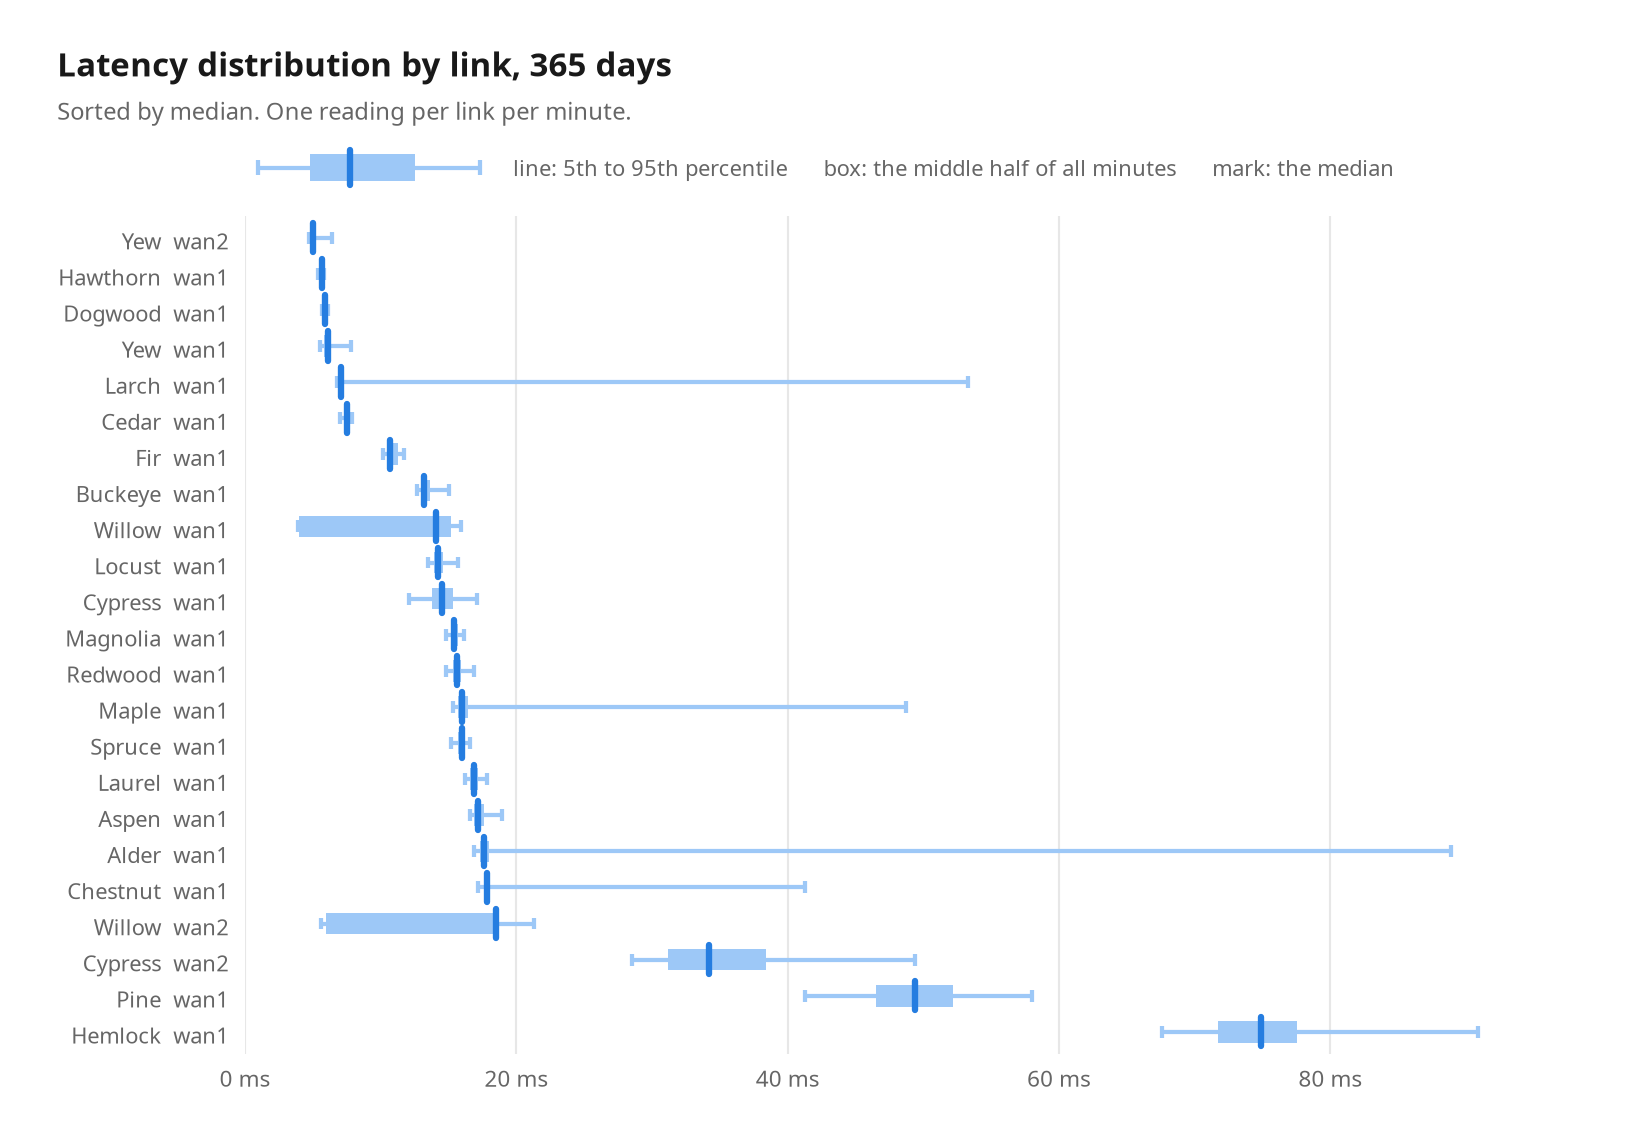 Latency distribution by link, 365 days
Sorted by median. One reading per link per minute.
line: 5th to 95th percentile box: the middle half of all minutes mark: the median
Yew wan2
Hawthorn wan1
Dogwood wan1
Yew wan1
Larch wan1
Cedar wan1
Fir wan1
Buckeye wan1
Willow wan1
Locust wan1
Cypress wan1
Magnolia wan1
Redwood wan1
Maple wan1
Spruce wan1
Laurel wan1
Aspen wan1
Alder wan1
Chestnut wan1
Willow wan2
Cypress wan2
Pine wan1
Hemlock wan1
0 ms 20 ms 40 ms 60 ms 80 ms